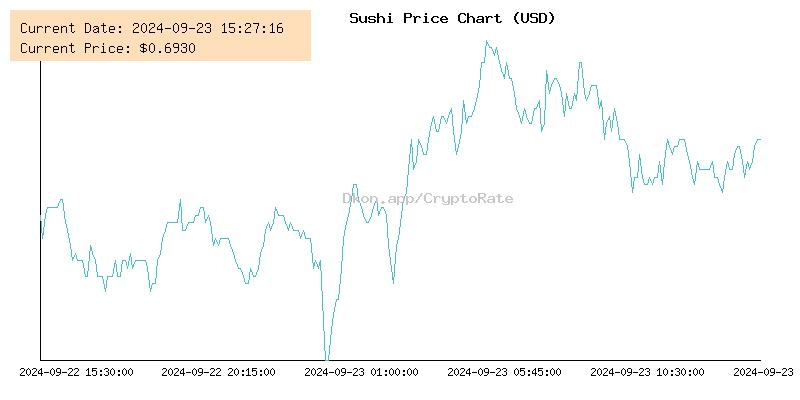 Sushi Price Chart (USD)
Current Date: 2024-09-23 15:27:16
Current Price: $0.6930
Dkon.app/CryptoRate
2024-09-22 15:30:00 2024-09-22 20:15:00 2024-09-23 01:00:00 2024-09-23 05:45:00 2024-09-23 10:30:00 2024-09-23